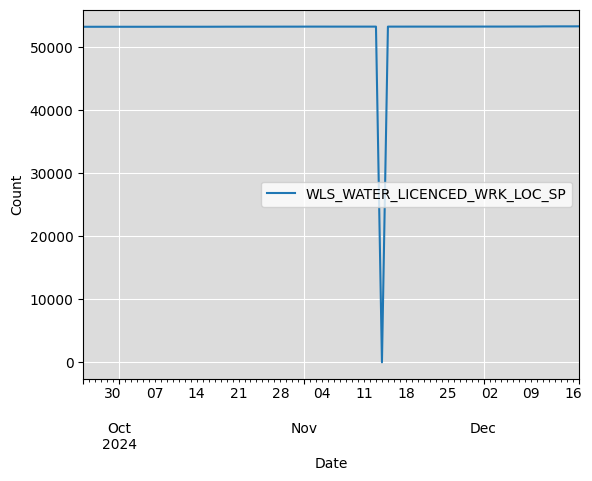 50000
40000
30000
20000
10000
0
Count
WLS_WATER_LICENCED_WRK_LOC_SP
30 07 14 21 28 04 11 18 25 02 09 16
Oct Nov Dec
2024
Date